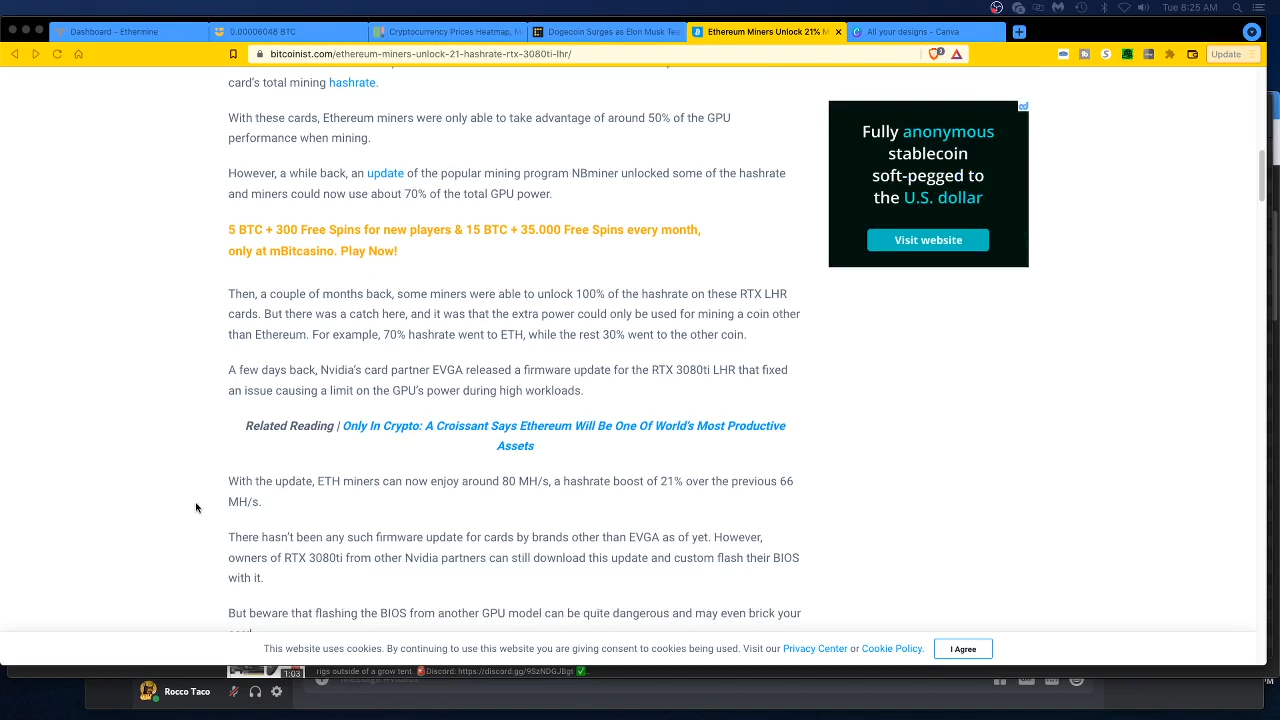 Tue 8:25 AM
Dashboard - Ethermine
0.00006048 BTC
Cryptocurrency Prices Heatmap, M
Dogecoin Surges as Elon Musk Tea
Ethereum Miners Unlock 21% M
All your designs - Canva
bitcoinist.com/ethereum-miners-unlock-21-hashrate-rtx-3080ti-lhr/
Update
card's total mining hashrate.
With these cards, Ethereum miners were only able to take advantage of around 50% of the GPU
performance when mining.
However, a while back, an update of the popular mining program NBminer unlocked some of the hashrate
and miners could now use about 70% of the total GPU power.
5 BTC + 300 Free Spins for new players & 15 BTC + 35.000 Free Spins every month,
only at mBitcasino. Play Now!
Then, a couple of months back, some miners were able to unlock 100% of the hashrate on these RTX LHR
cards. But there was a catch here, and it was that the extra power could only be used for mining a coin other
than Ethereum. For example, 70% hashrate went to ETH, while the rest 30% went to the other coin.
A few days back, Nvidia's card partner EVGA released a firmware update for the RTX 3080ti LHR that fixed
an issue causing a limit on the GPU's power during high workloads.
Related Reading | Only In Crypto: A Croissant Says Ethereum Will Be One Of World's Most Productive
Assets
With the update, ETH miners can now enjoy around 80 MH/s, a hashrate boost of 21% over the previous 66
MH/s.
There hasn't been any such firmware update for cards by brands other than EVGA as of yet. However,
owners of RTX 3080ti from other Nvidia partners can still download this update and custom flash their BIOS
with it.
But beware that flashing the BIOS from another GPU model can be quite dangerous and may even brick your
Fully anonymous
stablecoin
soft-pegged to
the U.S. dollar
Visit website
This website uses cookies. By continuing to use this website you are giving consent to cookies being used. Visit our Privacy Center or Cookie Policy.
I Agree
1:03
rigs outside of a grow tent. Discord: https://discord.gg/
Rocco Taco